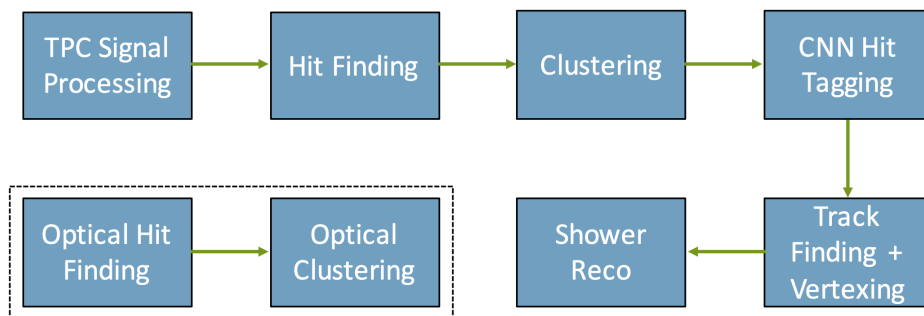 TPC Signal
Processing
Hit Finding
Clustering
CNN Hit
Tagging
Optical Hit
Finding
Optical
Clustering
Shower
Reco
Track
Finding +
Vertexing